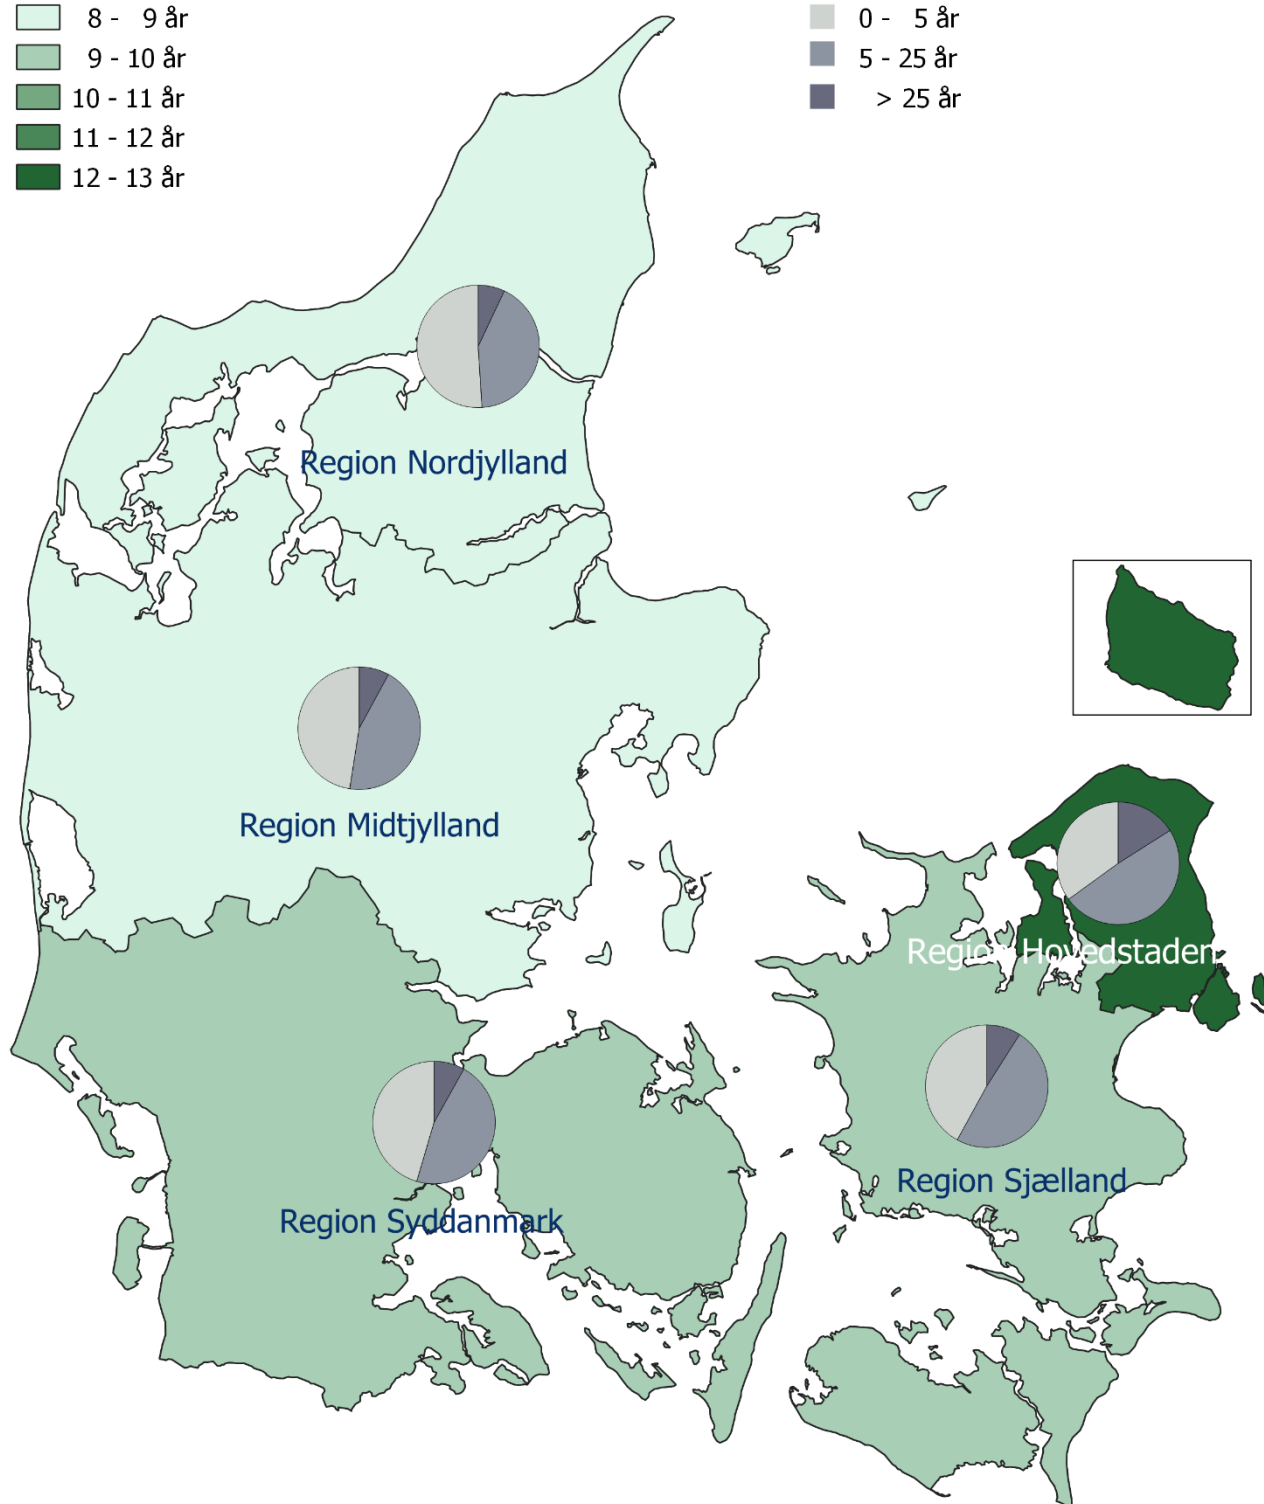 8 - 9 år
9 - 10 år
10 - 11 år
11 - 12 år
12 - 13 år
0 - 5 år
5 - 25 år
> 25 år
Region Nordjylland
Region Midtjylland
Region Hovedstaden
Region Sjælland
Region Syddanmark